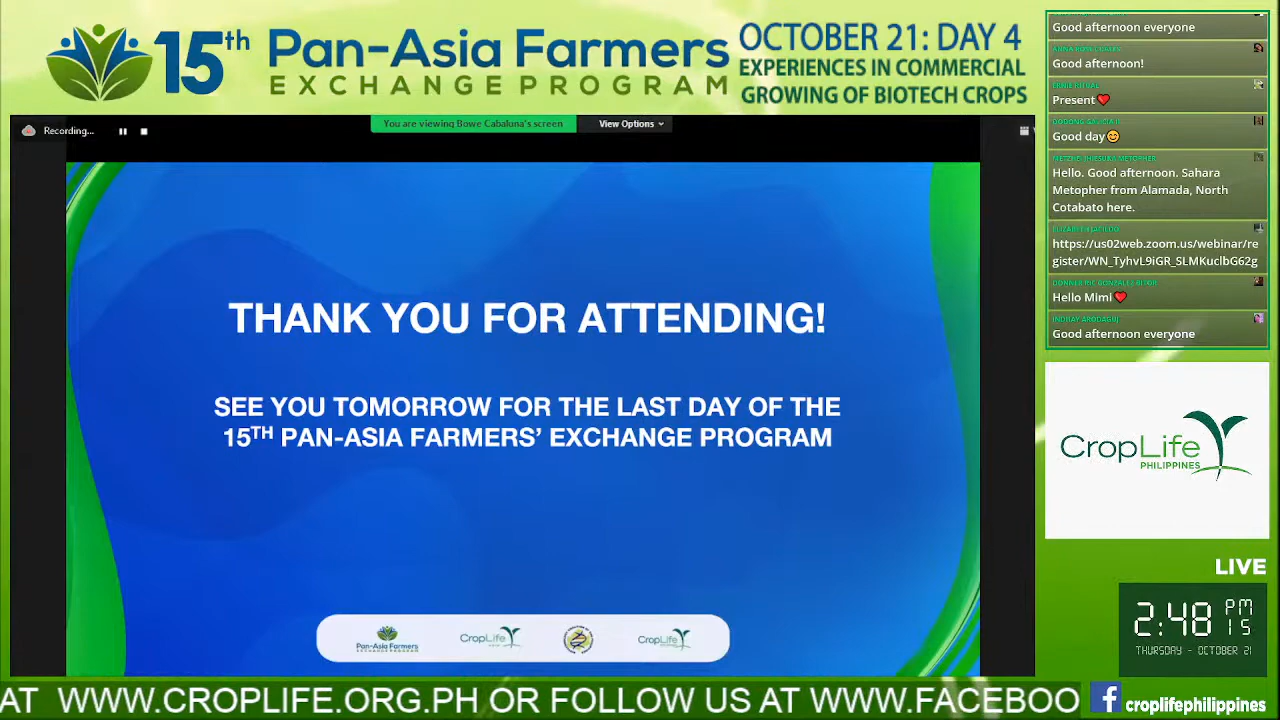 15th Pan-Asia Farmers
EXCHANGE PROGRAM
OCTOBER 21: DAY 4
EXPERIENCES IN COMMERCIAL
GROWING OF BIOTECH CROPS
Recording...
You are viewing Bowe Cabaluna's screen
View Options
THANK YOU FOR ATTENDING!
SEE YOU TOMORROW FOR THE LAST DAY OF THE
15TH PAN-ASIA FARMERS' EXCHANGE PROGRAM
Pan-Asia Farmers
EXCHANGE PROGRAM
CropLife
CropLife
Good afternoon everyone
Good afternoon!
Present❤️
Good day😊
Hello. Good afternoon. Sahara
Metopher from Alamada, North
Cotabato here.
https://us02web.zoom.us/webinar/re
gister/WN_TyhvL9iGR_SLMKuclbG62g
Hello Mimi❤️
Good afternoon everyone
CropLife
PHILIPPINES
LIVE
2:48 PM
15
THURSDAY - OCTOBER 21
AT WWW.CROPLIFE.ORG.PH OR FOLLOW US AT WWW.FACEBOO
croplifephilippines